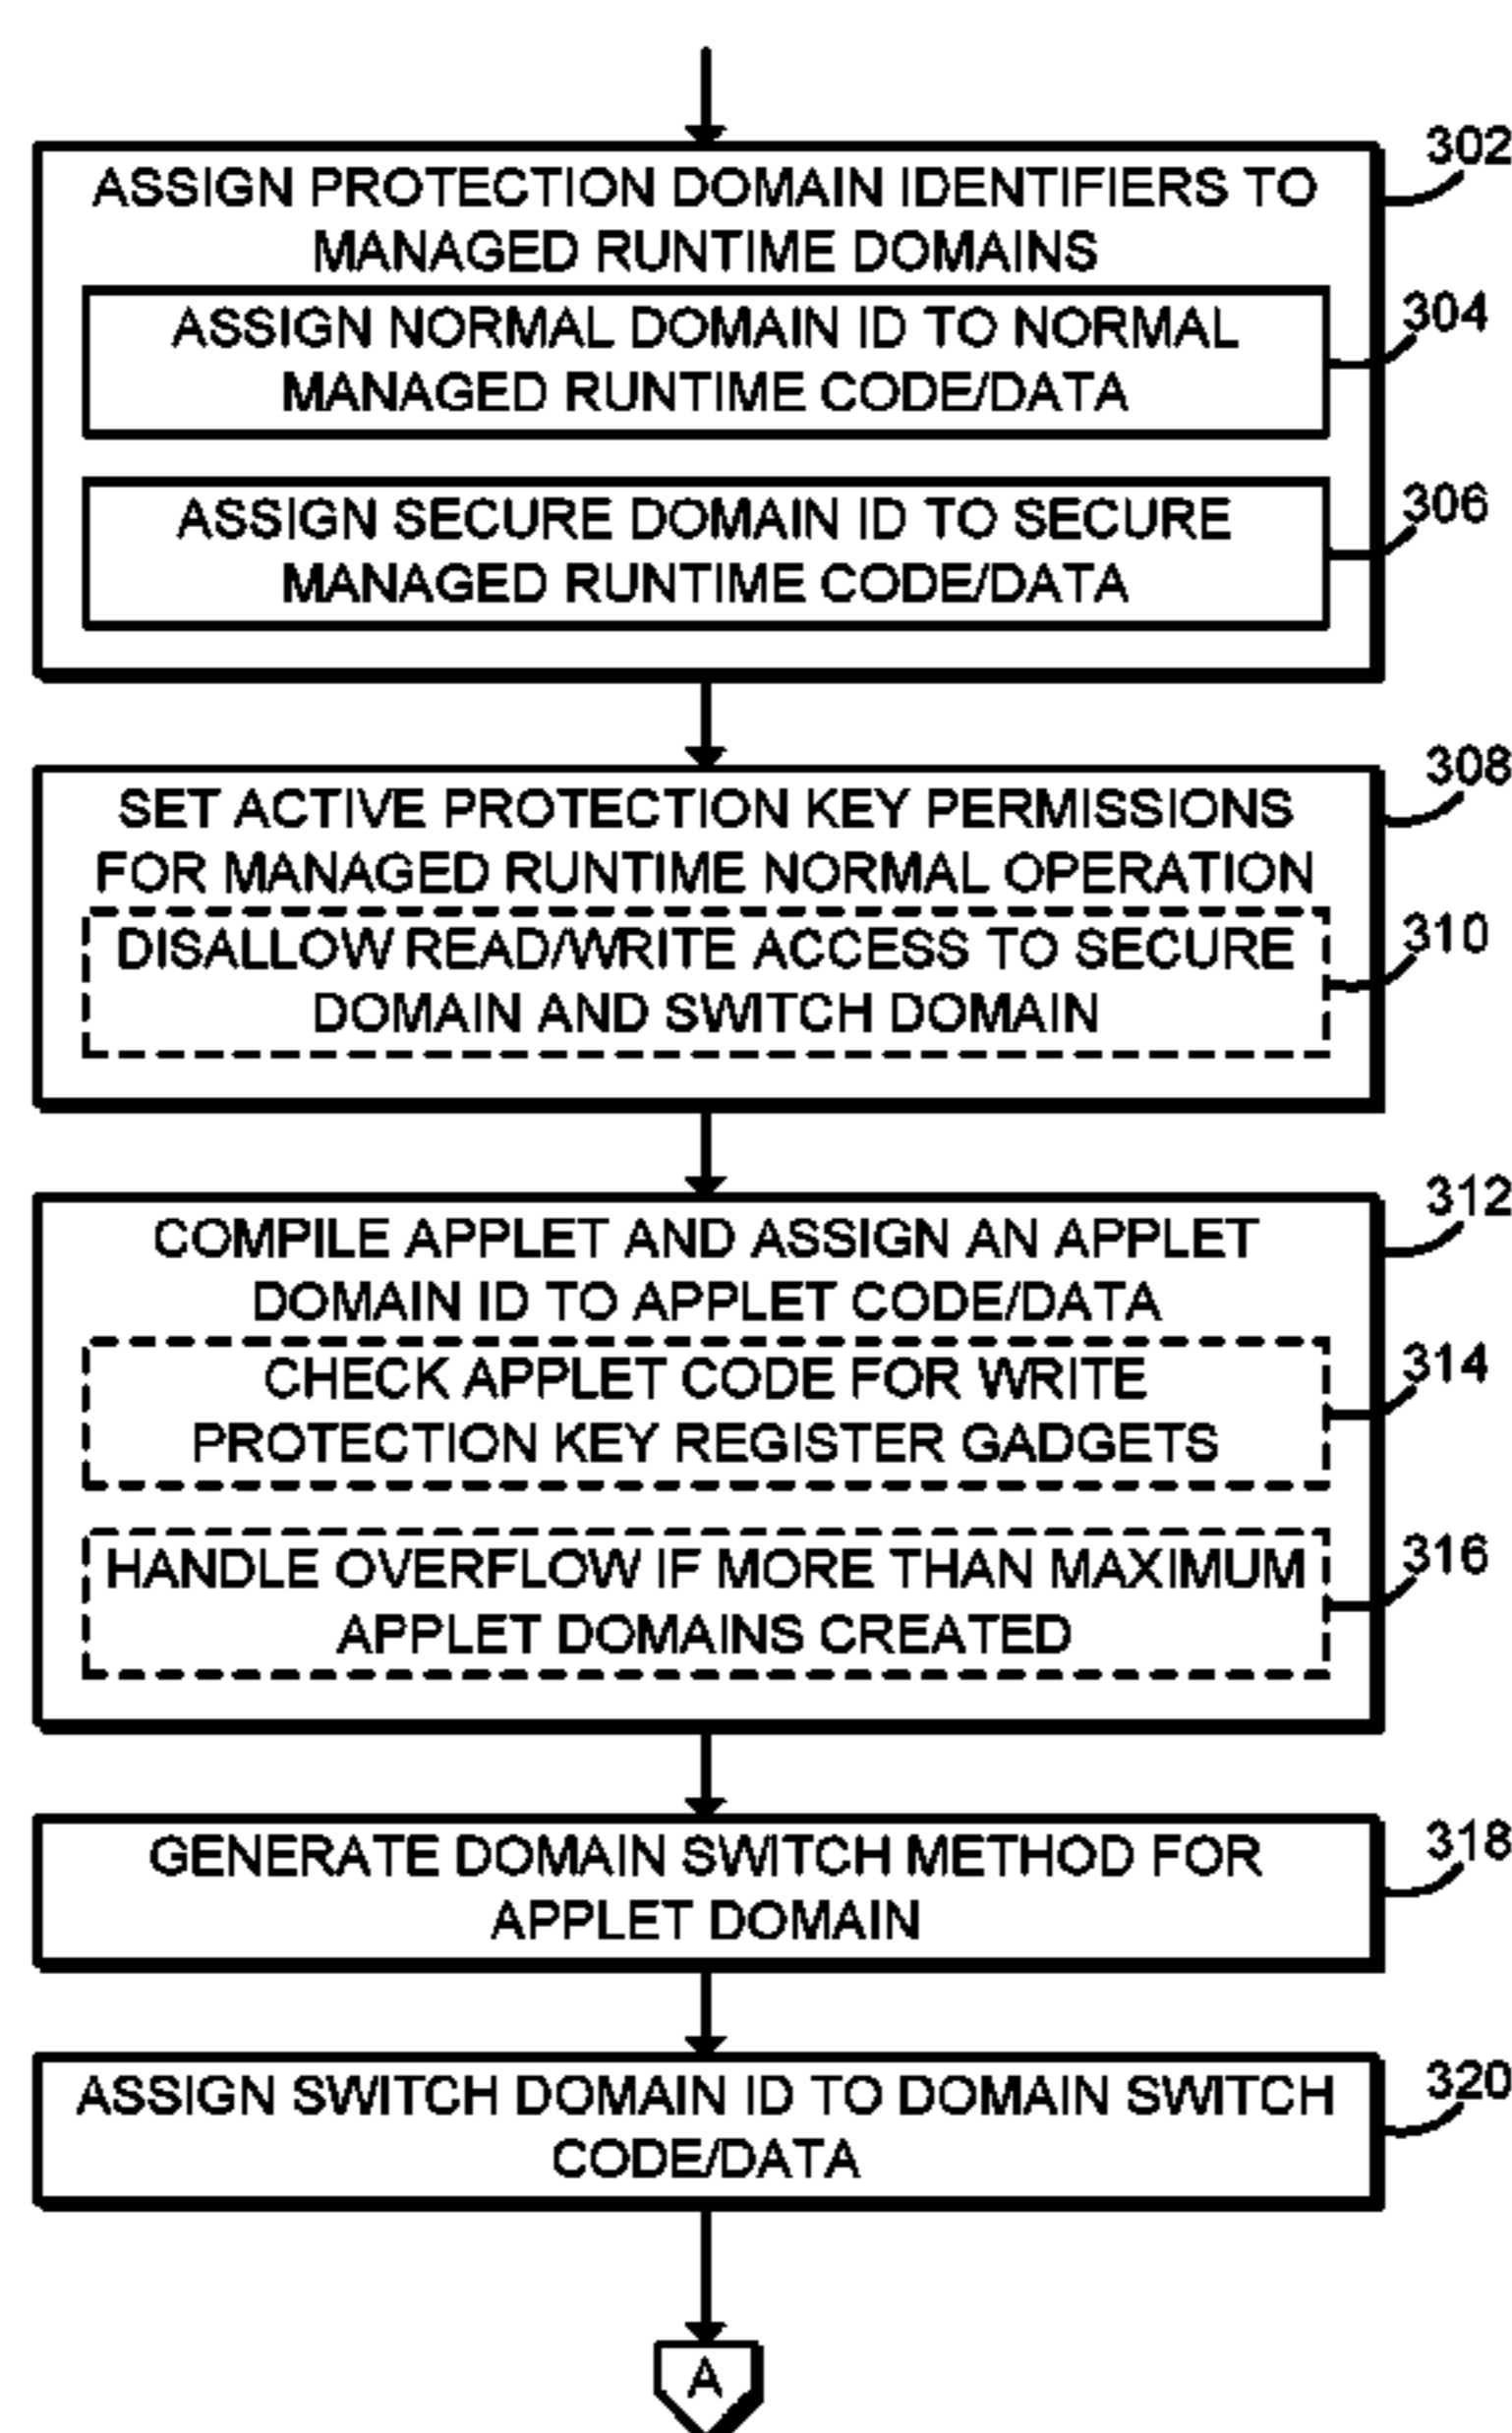 302
ASSIGN PROTECTION DOMAIN IDENTIFIERS TO
MANAGED RUNTIME DOMAINS
304
ASSIGN NORMAL DOMAIN ID TO NORMAL
MANAGED RUNTIME CODE/DATA
306
ASSIGN SECURE DOMAIN ID TO SECURE
MANAGED RUNTIME CODE/DATA
308
SET ACTIVE PROTECTION KEY PERMISSIONS
FOR MANAGED RUNTIME NORMAL OPERATION
310
DISALLOW READ/WRITE ACCESS TO SECURE
DOMAIN AND SWITCH DOMAIN
312
COMPILE APPLET AND ASSIGN AN APPLET
DOMAIN ID TO APPLET CODE/DATA
314
CHECK APPLET CODE FOR WRITE
PROTECTION KEY REGISTER GADGETS
316
HANDLE OVERFLOW IF MORE THAN MAXIMUM
APPLET DOMAINS CREATED
318
GENERATE DOMAIN SWITCH METHOD FOR
APPLET DOMAIN
320
ASSIGN SWITCH DOMAIN ID TO DOMAIN SWITCH
CODE/DATA
A